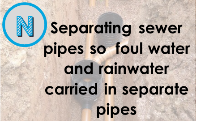 N
Separating sewer
pipes so foul water
and rainwater
carried in separate
pipes